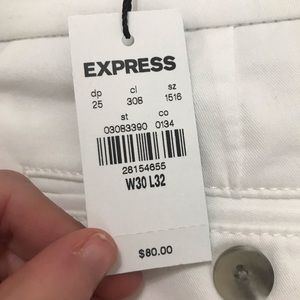 EXPRESS
dp cl sz
25 308 1516
st co
03083390 0134
28154655
W30 L32
$80.00